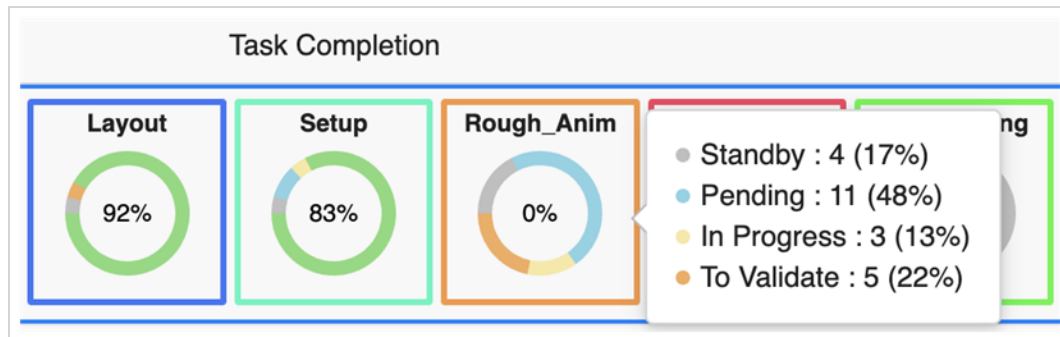 Task Completion
Layout
Setup
Rough_Anim
ng
92%
83%
0%
Standby : 4 (17%)
Pending : 11 (48%)
In Progress : 3 (13%)
To Validate : 5 (22%)